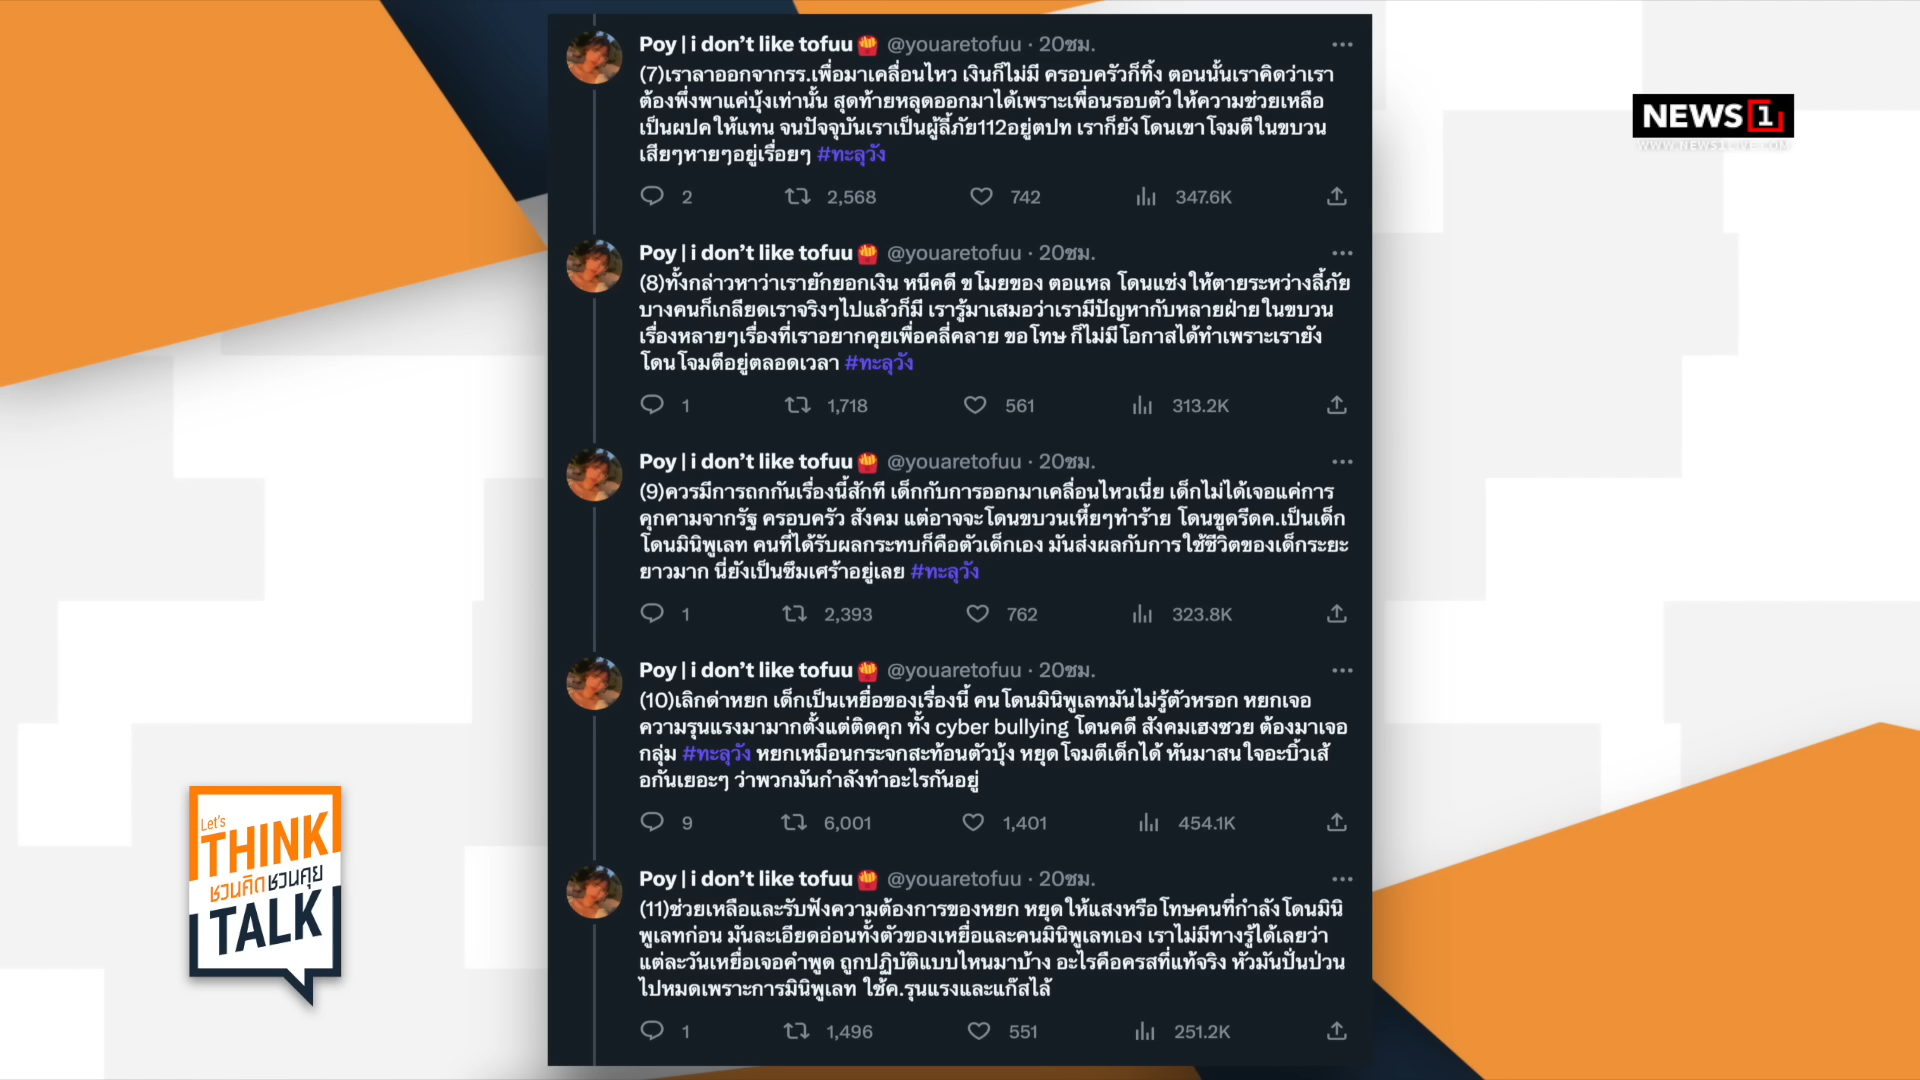 Poy | i don't like tofuu🍟 @youaretofuu · 20ชม.
(7)เราลาออกจากรร.เพื่อมาเคลื่อนไหว เงินก็ไม่มี ครอบครัวก็ทิ้ง ตอนนั้นเราคิดว่าเรา
ต้องพึ่งพาแค่บุ้งเท่านั้น สุดท้ายหลุดออกมาได้เพราะเพื่อนรอบตัวให้ความช่วยเหลือ
เป็นผปคให้แทน จนปัจจุบันเราเป็นผู้ลี้ภัย112อยู่ตปท เราก็ยังโดนเขาโจมตีในขบวน
เสียๆหายๆอยู่เรื่อยๆ #ทะลุวัง
2 2,568 742 347.6K
Poy | i don't like tofuu🍟 @youaretofuu · 20ชม.
(8)ทั้งกล่าวหาว่าเรายักยอกเงิน หนีคดี ขโมยของ ตอแหล โดนแช่งให้ตายระหว่างลี้ภัย
บางคนก็เกลียดเราจริงๆไปแล้วก็มี เรารู้มาเสมอว่าเรามีปัญหากับหลายฝ่ายในขบวน
เรื่องหลายๆเรื่องที่เราอยากคุยเพื่อคลี่คลาย ขอโทษ ก็ไม่มีโอกาสได้ทำเพราะเรายัง
โดนโจมตีอยู่ตลอดเวลา #ทะลุวัง
1 1,718 561 313.2K
Poy | i don't like tofuu🍟 @youaretofuu · 20ชม.
(9)ควรมีการถกกันเรื่องนี้สักที เด็กกับการออกมาเคลื่อนไหวเนี่ย เด็กไม่ได้เจอแค่การ
คุกคามจากรัฐ ครอบครัว สังคม แต่อาจจะโดนขบวนเหี้ยๆทำร้าย โดนขูดรีดค.เป็นเด็ก
โดนมินิพูเลท คนที่ได้รับผลกระทบก็คือตัวเด็กเอง มันส่งผลกับการใช้ชีวิตของเด็กระยะ
ยาวมาก นี่ยังเป็นซึมเศร้าอยู่เลย #ทะลุวัง
1 2,393 762 323.8K
Poy | i don't like tofuu🍟 @youaretofuu · 20ชม.
(10)เลิกด่าหยก เด็กเป็นเหยื่อของเรื่องนี้ คนโดนมินิพูเลทมันไม่รู้ตัวหรอก หยกเจอ
ความรุนแรงมามากตั้งแต่ติดคุก ทั้ง cyber bullying โดนคดี สังคมเฮงซวย ต้องมาเจอ
กลุ่ม #ทะลุวัง หยกเหมือนกระจกสะท้อนตัวบุ้ง หยุดโจมตีเด็กได้ หันมาสนใจอะบิ้วเส้
อกันเยอะๆ ว่าพวกมันกำลังทำอะไรกันอยู่
9 6,001 1,401 454.1K
Poy | i don't like tofuu🍟 @youaretofuu · 20ชม.
(11)ช่วยเหลือและรับฟังความต้องการของหยก หยุดให้แสงหรือโทษคนที่กำลังโดนมินิ
พูเลทก่อน มันละเอียดอ่อนทั้งตัวของเหยื่อและคนมินิพูเลทเอง เราไม่มีทางรู้ได้เลยว่า
แต่ละวันเหยื่อเจอคำพูด ถูกปฏิบัติแบบไหนมาบ้าง อะไรคือครสที่แท้จริง หัวมันปั่นป่วน
ไปหมดเพราะการมินิพูเลท ใช้ค.รุนแรงและแก๊สไล้
1 1,496 551 251.2K
NEWS 1
WWW.NEWS1LIVE.COM
Let's
THINK
ชวนคิดชวนคุย
TALK